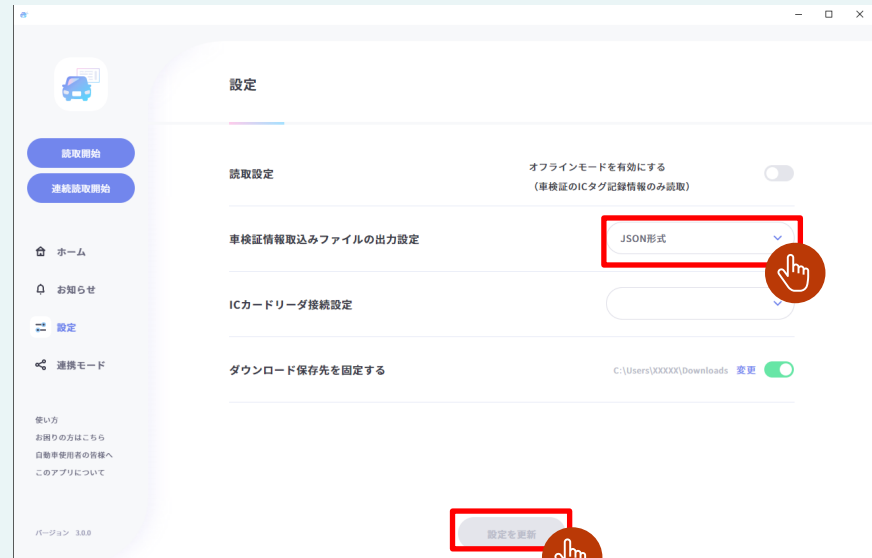 設定
読取開始
連続読取開始
ホーム
お知らせ
設定
連携モード
使い方
お困りの方はこちら
自動車使用者の皆様へ
このアプリについて
バージョン 3.0.0
読取設定
オフラインモードを有効にする
（車検証のICタグ記録情報のみ読取）
車検証情報取込みファイルの出力設定
JSON形式
ICカードリーダ接続設定
ダウンロード保存先を固定する
C:\Users\XXXXX\Downloads 変更
設定を更新